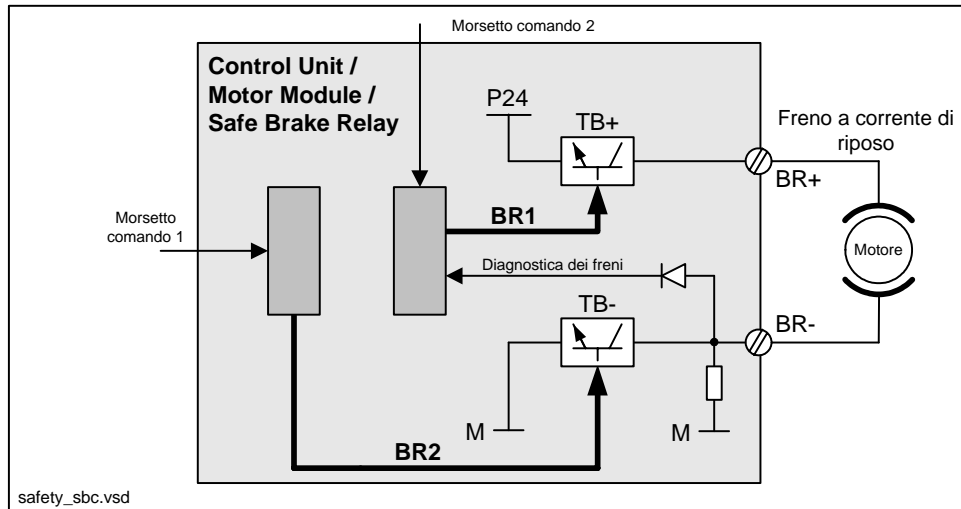 Morsetto comando 2
Control Unit /
Motor Module /
Safe Brake Relay
P24
TB+
Freno a corrente di
riposo
BR+
Morsetto
comando 1
BR1
Motore
Diagnostica dei freni
TB-
BR-
M
M
BR2
safety_sbc.vsd